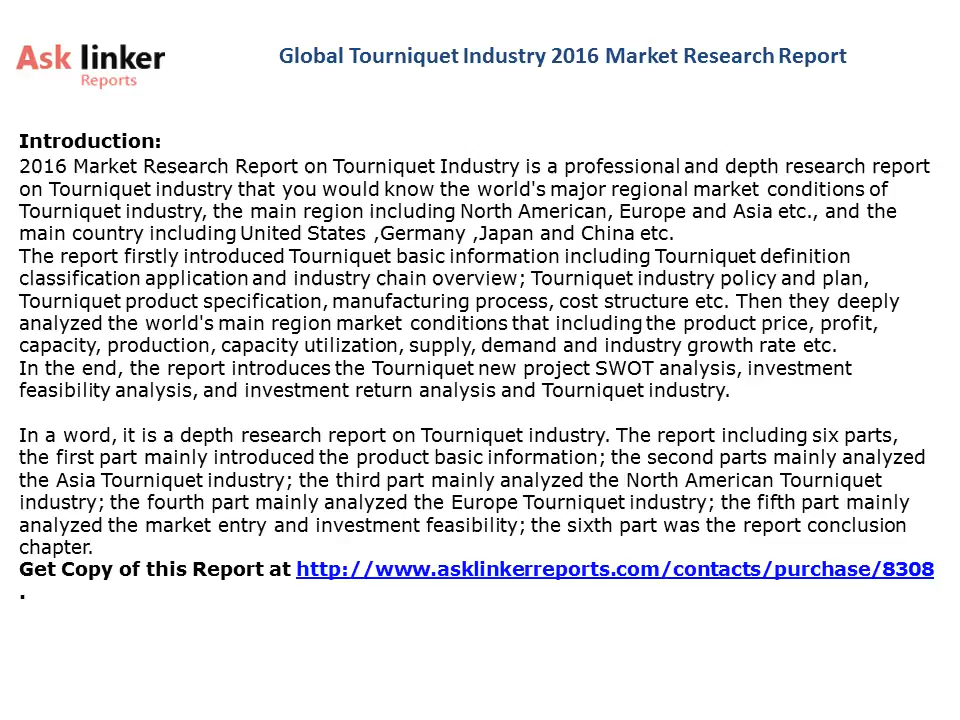 Ask linker
Reports
Global Tourniquet Industry 2016 Market Research Report
Introduction:
2016 Market Research Report on Tourniquet Industry is a professional and depth research report
on Tourniquet industry that you would know the world's major regional market conditions of
Tourniquet industry, the main region including North American, Europe and Asia etc., and the
main country including United States ,Germany ,Japan and China etc.
The report firstly introduced Tourniquet basic information including Tourniquet definition
classification application and industry chain overview; Tourniquet industry policy and plan,
Tourniquet product specification, manufacturing process, cost structure etc. Then they deeply
analyzed the world's main region market conditions that including the product price, profit,
capacity, production, capacity utilization, supply, demand and industry growth rate etc.
In the end, the report introduces the Tourniquet new project SWOT analysis, investment
feasibility analysis, and investment return analysis and Tourniquet industry.
In a word, it is a depth research report on Tourniquet industry. The report including six parts,
the first part mainly introduced the product basic information; the second parts mainly analyzed
the Asia Tourniquet industry; the third part mainly analyzed the North American Tourniquet
industry; the fourth part mainly analyzed the Europe Tourniquet industry; the fifth part mainly
analyzed the market entry and investment feasibility; the sixth part was the report conclusion
chapter.
Get Copy of this Report at http://www.asklinkerreports.com/contacts/purchase/8308
.